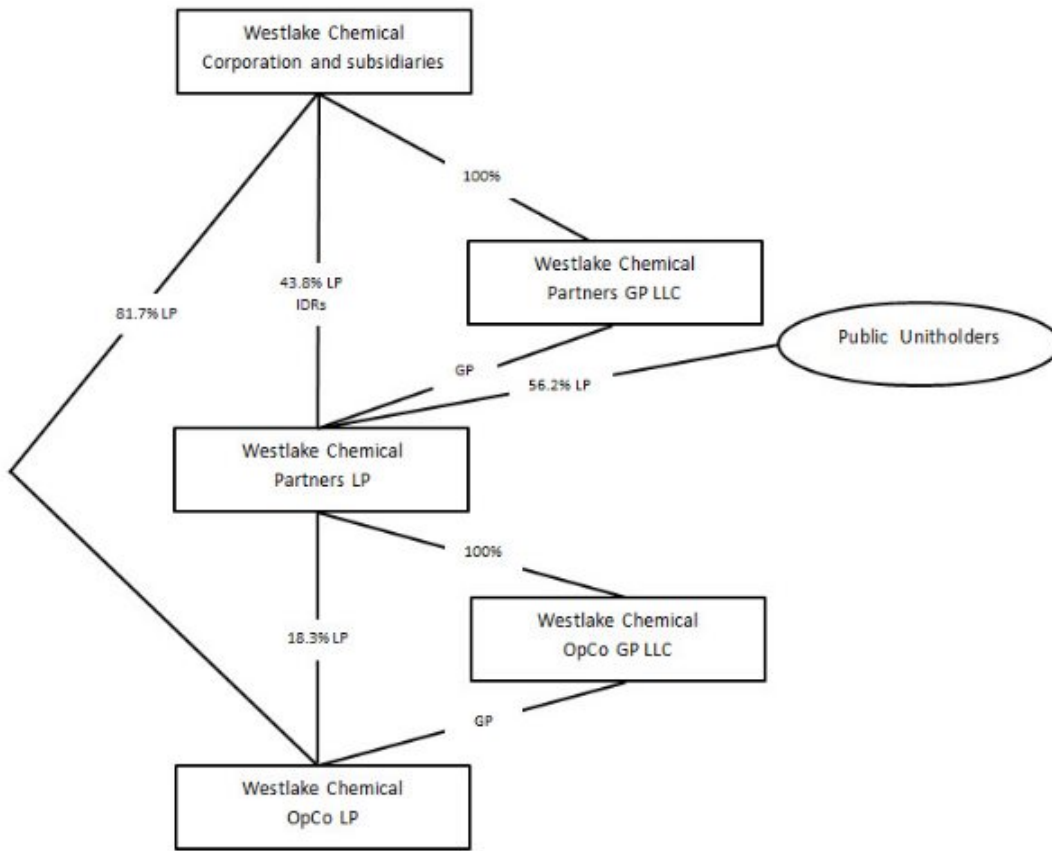 Westlake Chemical
Corporation and subsidiaries
100%
Westlake Chemical
Partners GP LLC
43.8% LP
IDRs
81.7% LP
Public Unitholders
GP
56.2% LP
Westlake Chemical
Partners LP
100%
Westlake Chemical
OpCo GP LLC
18.3% LP
GP
Westlake Chemical
OpCo LP